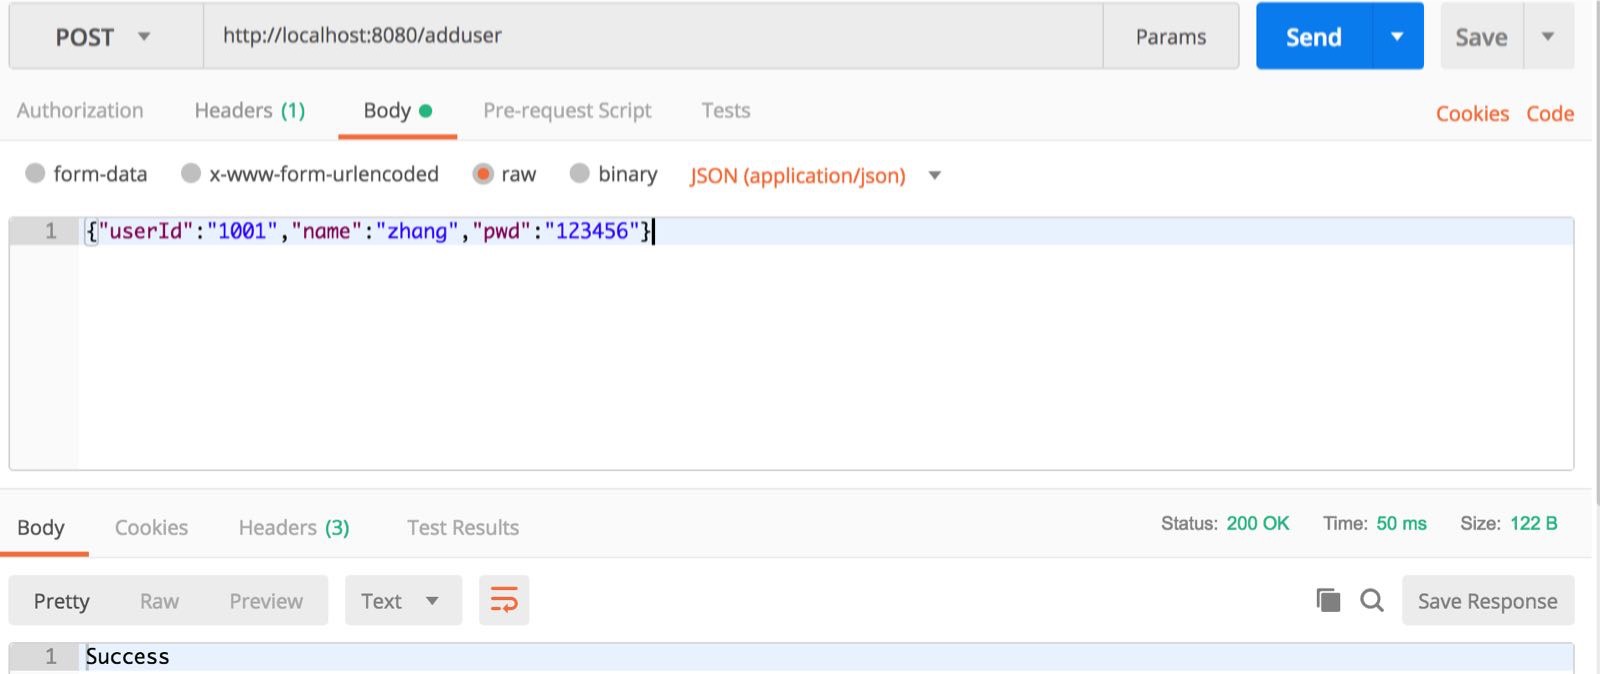 POST http://localhost:8080/adduser Params Send Save
Authorization Headers (1) Body Pre-request Script Tests Cookies Code
form-data x-www-form-urlencoded raw binary JSON (application/json)
1 {"userId":"1001","name":"zhang","pwd":"123456"}
Body Cookies Headers (3) Test Results Status: 200 OK Time: 50 ms Size: 122 B
Pretty Raw Preview Text Save Response
1 Success